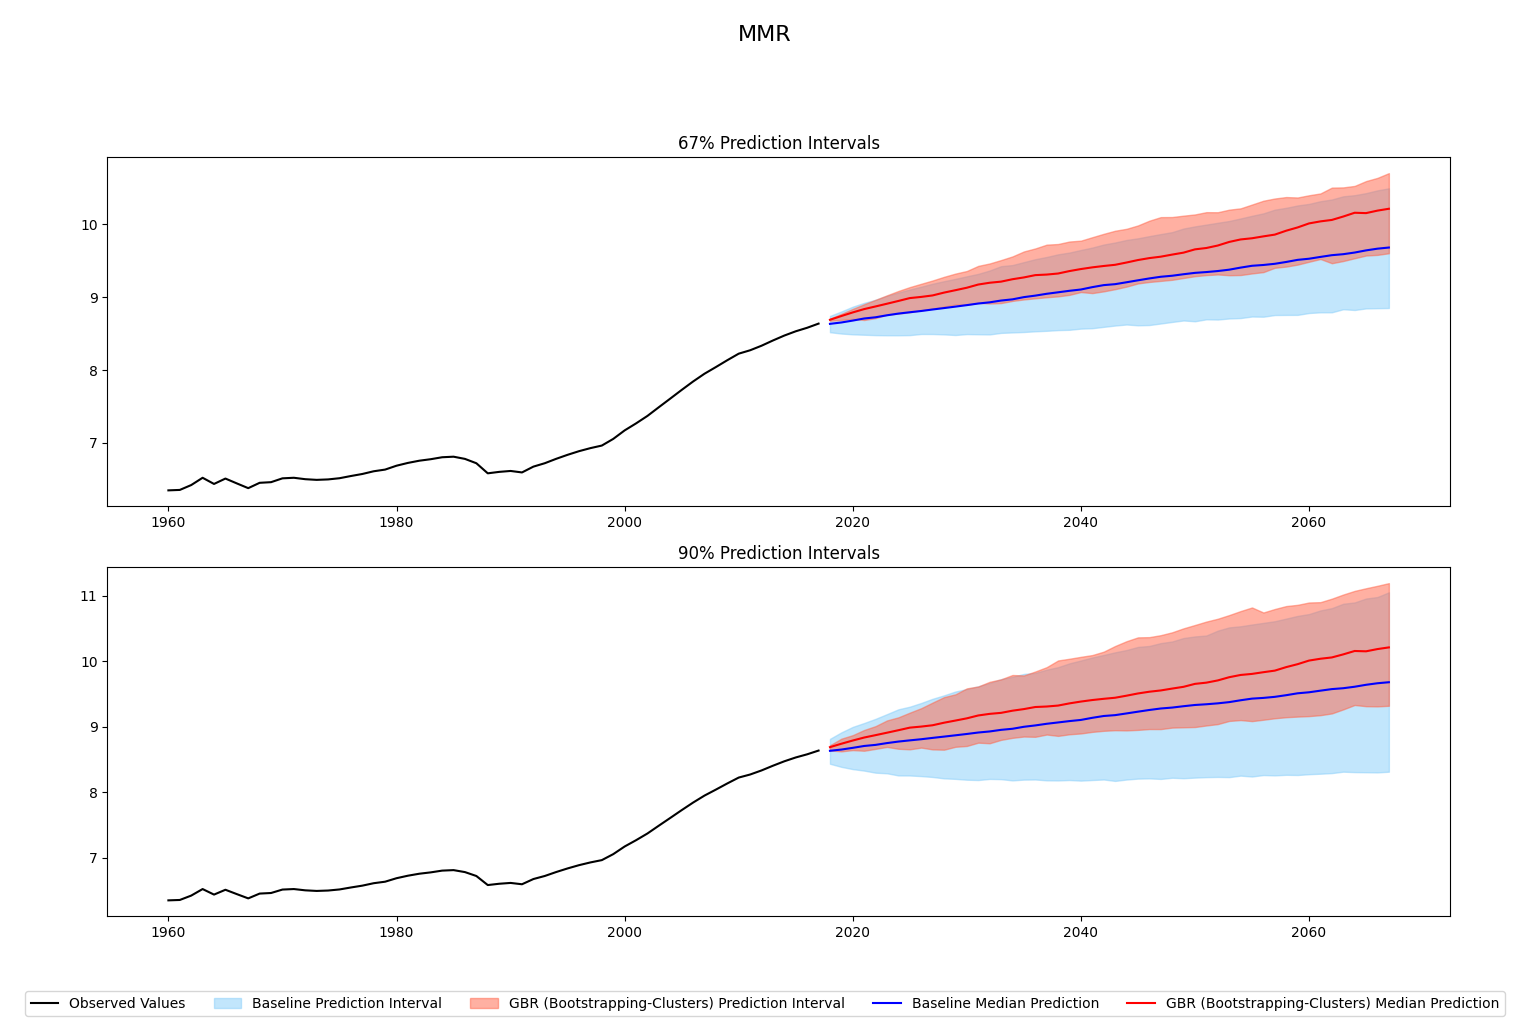 MMR
67% Prediction Intervals
10
9
8
7
1960 1980 2000 2020 2040 2060
90% Prediction Intervals
11
10
9
8
7
1960 1980 2000 2020 2040 2060
Observed Values Baseline Prediction Interval GBR (Bootstrapping-Clusters) Prediction Interval Baseline Median Prediction GBR (Bootstrapping-Clusters) Median Prediction